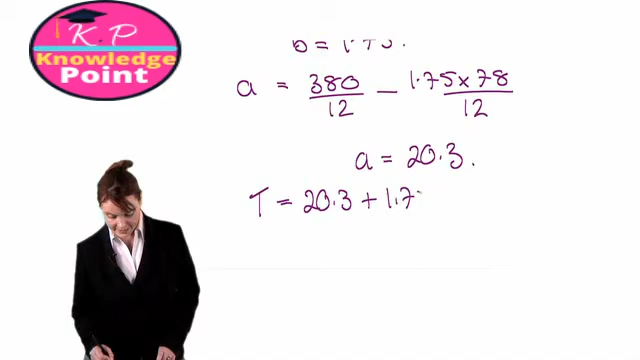 K.P
Knowledge
Point
a = 380/12 - 1.75 x 78/12
a = 20.3.
T = 20.3 + 1.7